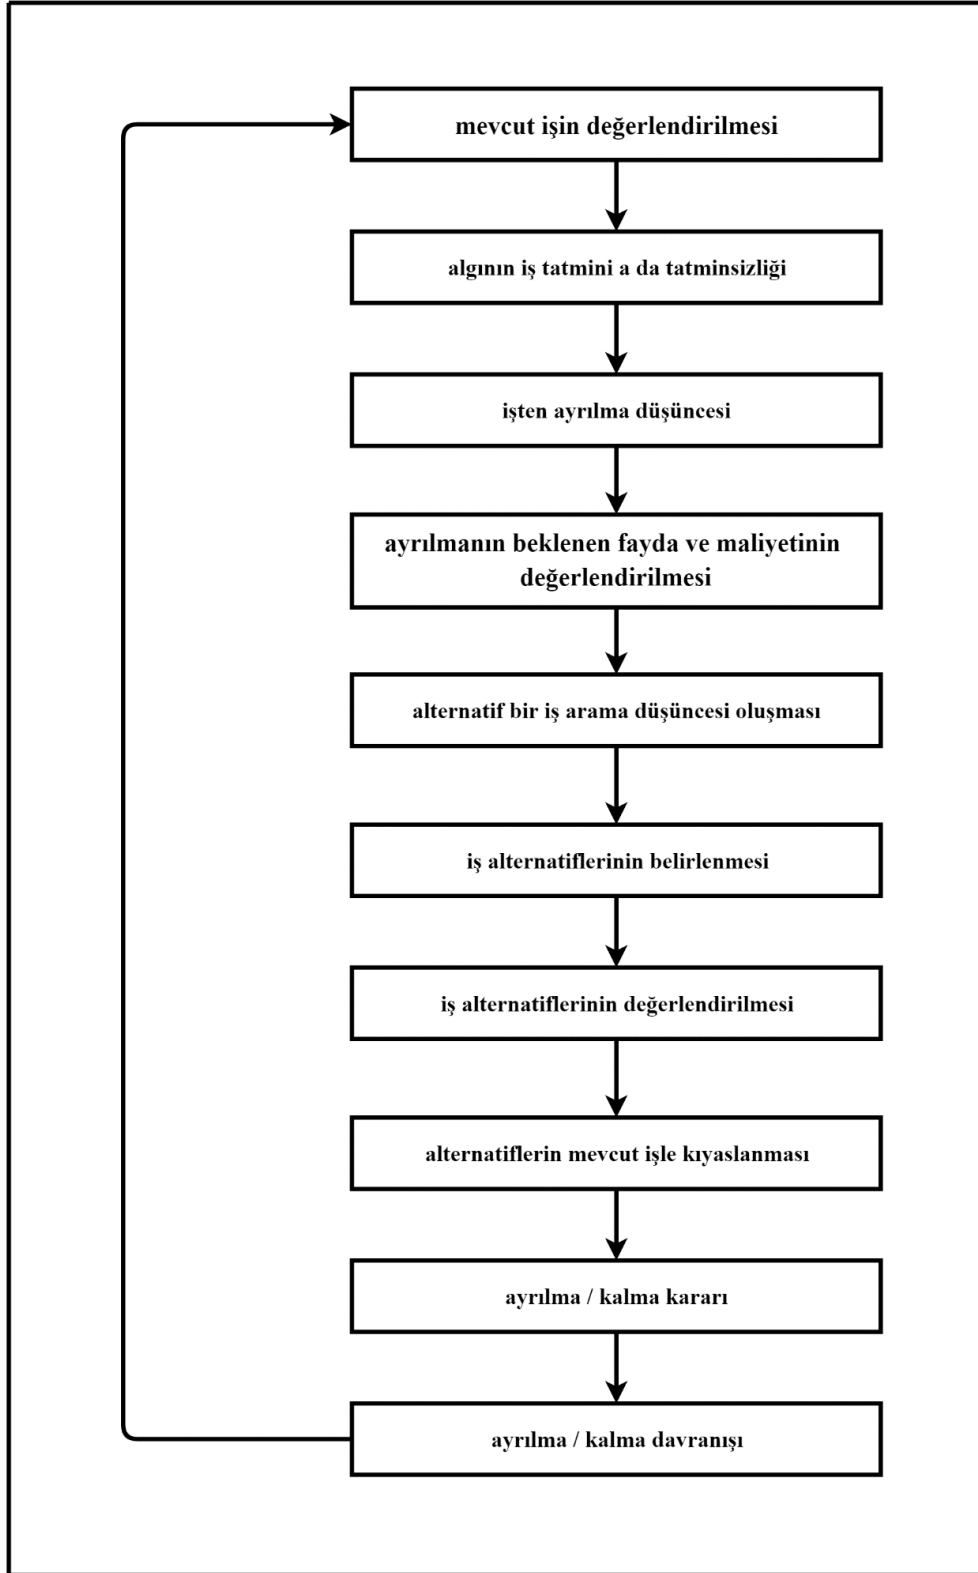 mevcut işin değerlendirilmesi
algının iş tatmini a da tatminsizliği
işten ayrılma düşüncesi
ayrılmanın beklenen fayda ve maliyetinin
değerlendirilmesi
alternatif bir iş arama düşüncesi oluşması
iş alternatiflerinin belirlenmesi
iş alternatiflerinin değerlendirilmesi
alternatiflerin mevcut işle kıyaslanması
ayrılma / kalma kararı
ayrılma / kalma davranışı